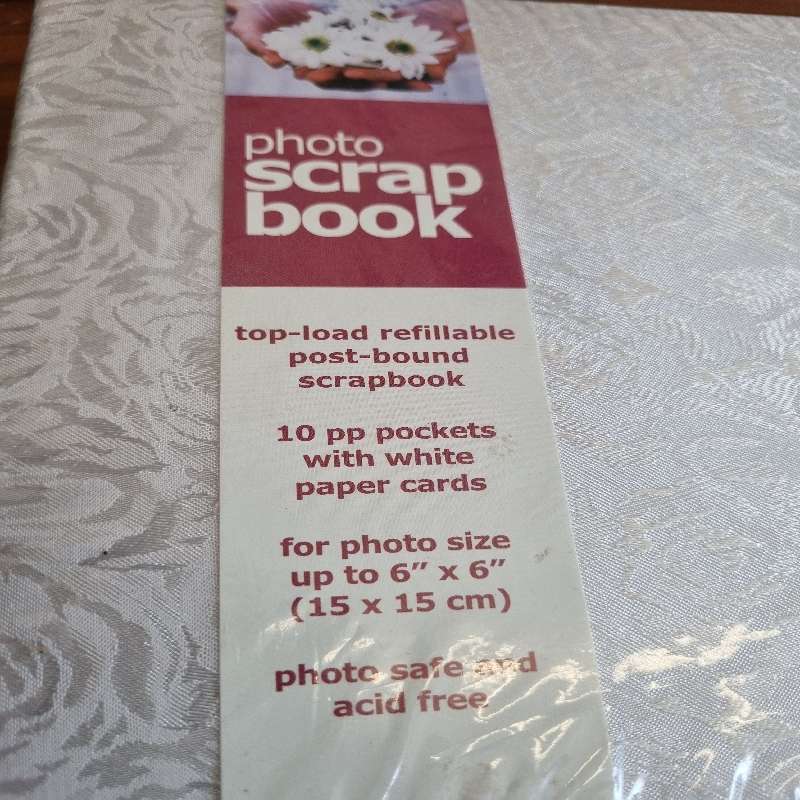 photo
scrap
book
top-load refillable
post-bound
scrapbook
10 pp pockets
with white
paper cards
for photo size
up to 6” x 6”
(15 x 15 cm)
photo safe and
acid free